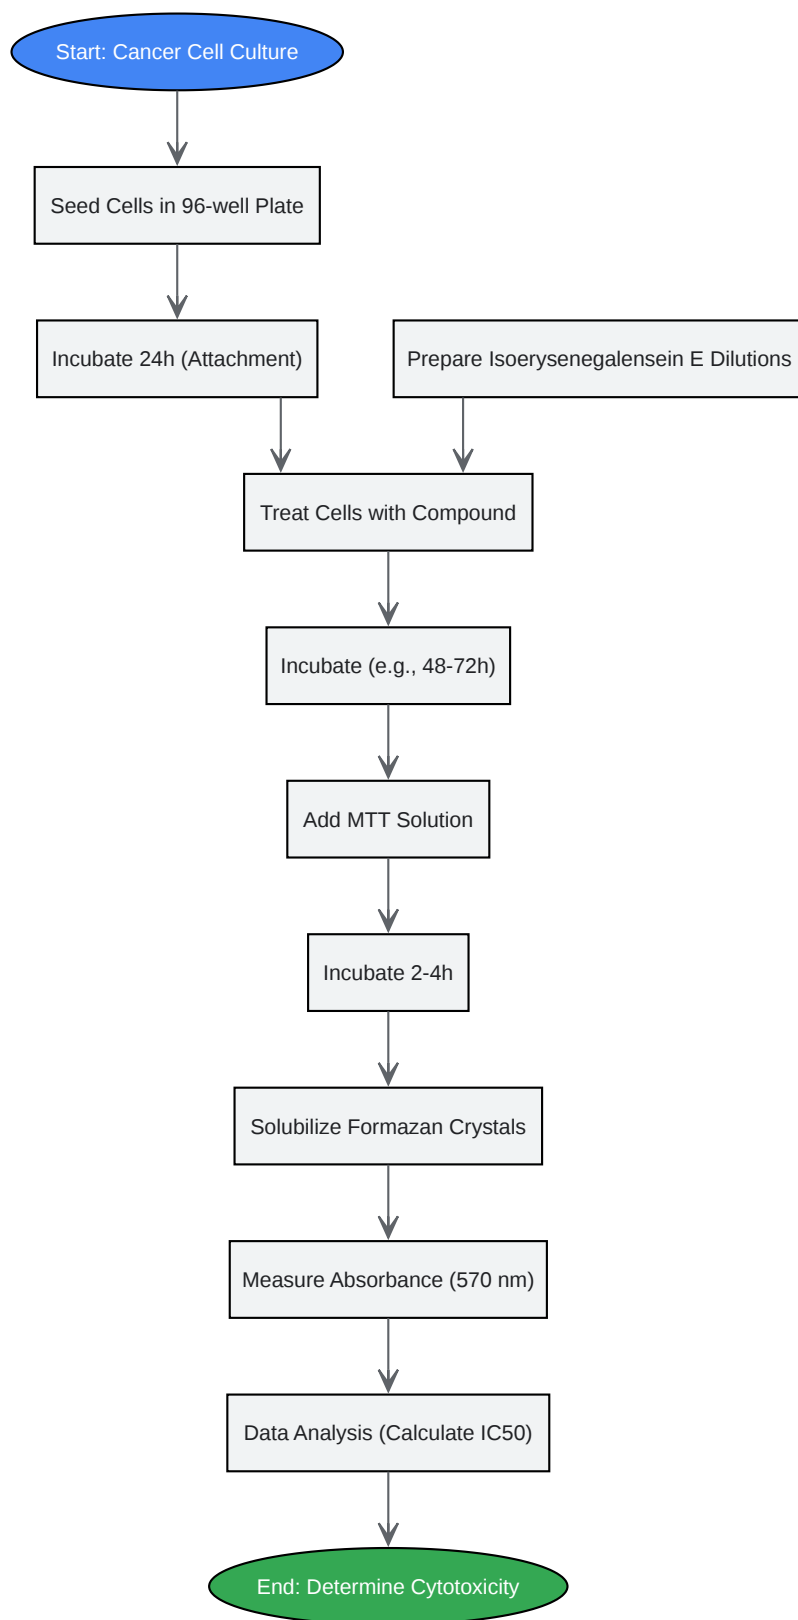 Start: Cancer Cell Culture
Seed Cells in 96-well Plate
Incubate 24h (Attachment)
Prepare Isoerysenegalensein E Dilutions
Treat Cells with Compound
Incubate (e.g., 48-72h)
Add MTT Solution
Incubate 2-4h
Solubilize Formazan Crystals
Measure Absorbance (570 nm)
Data Analysis (Calculate IC50)
End: Determine Cytotoxicity